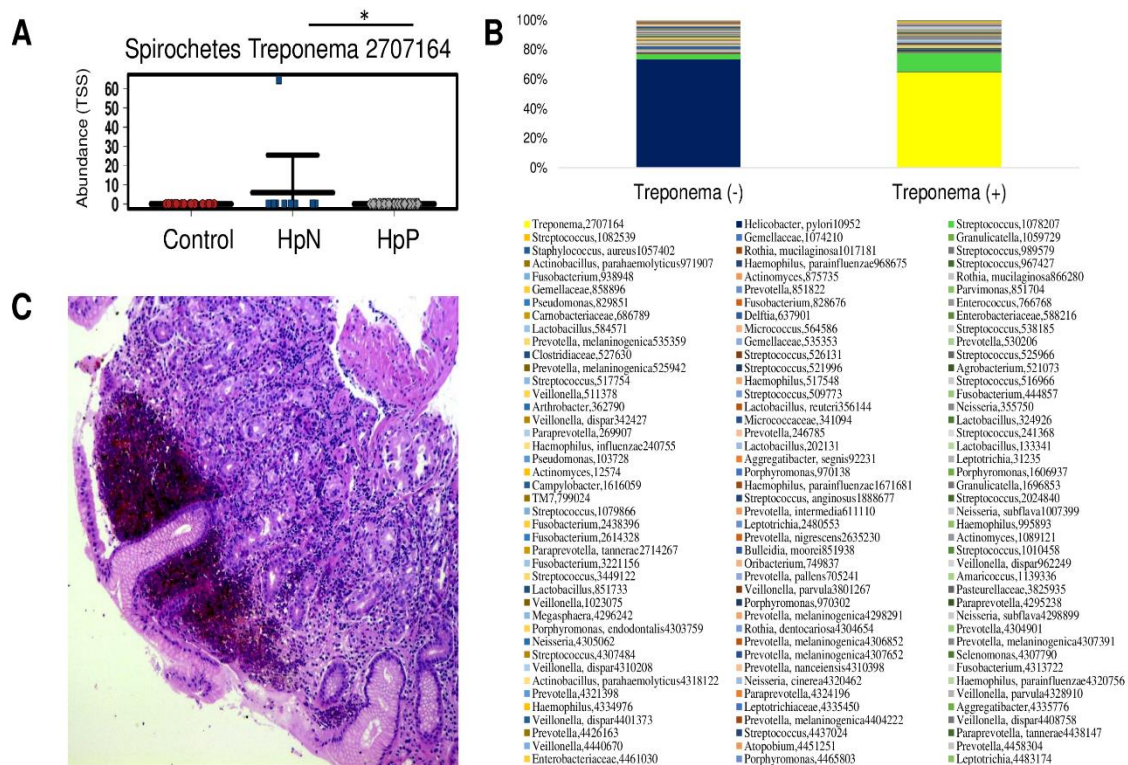 A
*
Spirochetes Treponema 2707164
Abundance (TSS)
60
50
40
30
20
10
0
Control HpN HpP
B
100%
80%
60%
40%
20%
0%
Treponema (-) Treponema (+)
Treponema,2707164 Helicobacter, pylori10952 Streptococcus,1078207
Streptococcus,1082539 Gemellaceae,1074210 Granulicatella,1059729
Staphylococcus, aureus1057402 Rothia, mucilaginosa1017181 Streptococcus,989579
Actinobacillus, parahaemolyticus971907 Haemophilus, parainfluenzae968675 Streptococcus,967427
Fusobacterium,938948 Actinomyces,875735 Rothia, mucilaginosa866280
Gemellaceae,858896 Prevotella,851822 Parvimonas,851704
Pseudomonas,829851 Fusobacterium,828676 Enterococcus,766768
Carnobacteriaceae,686789 Delftia,637901 Enterobacteriaceae,588216
Lactobacillus,584571 Micrococcus,564586 Streptococcus,538185
Prevotella, melaninogenica535359 Gemellaceae,535353 Prevotella,530206
Clostridiaceae,527630 Streptococcus,526131 Streptococcus,525966
Prevotella, melaninogenica525942 Streptococcus,521996 Agrobacterium,521073
Streptococcus,517754 Haemophilus,517548 Streptococcus,516966
Veillonella,511378 Streptococcus,509773 Fusobacterium,444857
Arthrobacter,362790 Lactobacillus, reuteri356144 Neisseria,355750
Veillonella, dispar342427 Micrococcaceae,341094 Lactobacillus,324926
Paraprevotella,269907 Prevotella,246785 Streptococcus,241368
Haemophilus, influenzae240755 Lactobacillus,202131 Lactobacillus,133341
Pseudomonas,103728 Aggregatibacter, segnis92231 Leptotrichia,31235
Actinomyces,12574 Porphyromonas,970138 Porphyromonas,1606937
Campylobacter,1616059 Haemophilus, parainfluenzae1671681 Granulicatella,1696853
TM7,799024 Streptococcus, anginosus1888677 Streptococcus,2024840
Streptococcus,1079866 Prevotella, intermedia611110 Neisseria, subflava1007399
Fusobacterium,2438396 Leptotrichia,2480553 Haemophilus,995893
Fusobacterium,2614328 Prevotella, nigrescens2635230 Actinomyces,1089121
Paraprevotella, tannerae2714267 Bulleidia, moorei851938 Streptococcus,1010458
Fusobacterium,3221156 Oribacterium,749837 Veillonella, dispar962249
Streptococcus,3449122 Prevotella, pallens705241 Amaricoccus,1139336
Lactobacillus,851733 Veillonella, parvula3801267 Pasteurellaceae,3825935
Veillonella,1023075 Porphyromonas,970302 Paraprevotella,4295238
Megasphaera,4296242 Prevotella, melaninogenica4298291 Neisseria, subflava4298899
Porphyromonas, endodontalis4303759 Rothia, dentocariosa4304654 Prevotella,4304901
Neisseria,4305062 Prevotella, melaninogenica4306852 Prevotella, melaninogenica4307391
Streptococcus,4307484 Prevotella, melaninogenica4307652 Selenomonas,4307790
Veillonella, dispar4310208 Prevotella, nanceiensis4310398 Fusobacterium,4313722
Actinobacillus, parahaemolyticus4318122 Neisseria, cinerea4320462 Haemophilus, parainfluenzae4320756
Prevotella,4321398 Paraprevotella,4324196 Veillonella, parvula4328910
Haemophilus,4334976 Leptotrichiaceae,4335450 Aggregatibacter,4335776
Veillonella, dispar4401373 Prevotella, melaninogenica4404222 Veillonella, dispar4408758
Prevotella,4426163 Streptococcus,4437024 Paraprevotella, tannerae4438147
Veillonella,4440670 Atopobium,4451251 Prevotella,4458304
Enterobacteriaceae,4461030 Porphyromonas,4465803 Leptotrichia,4483174
C